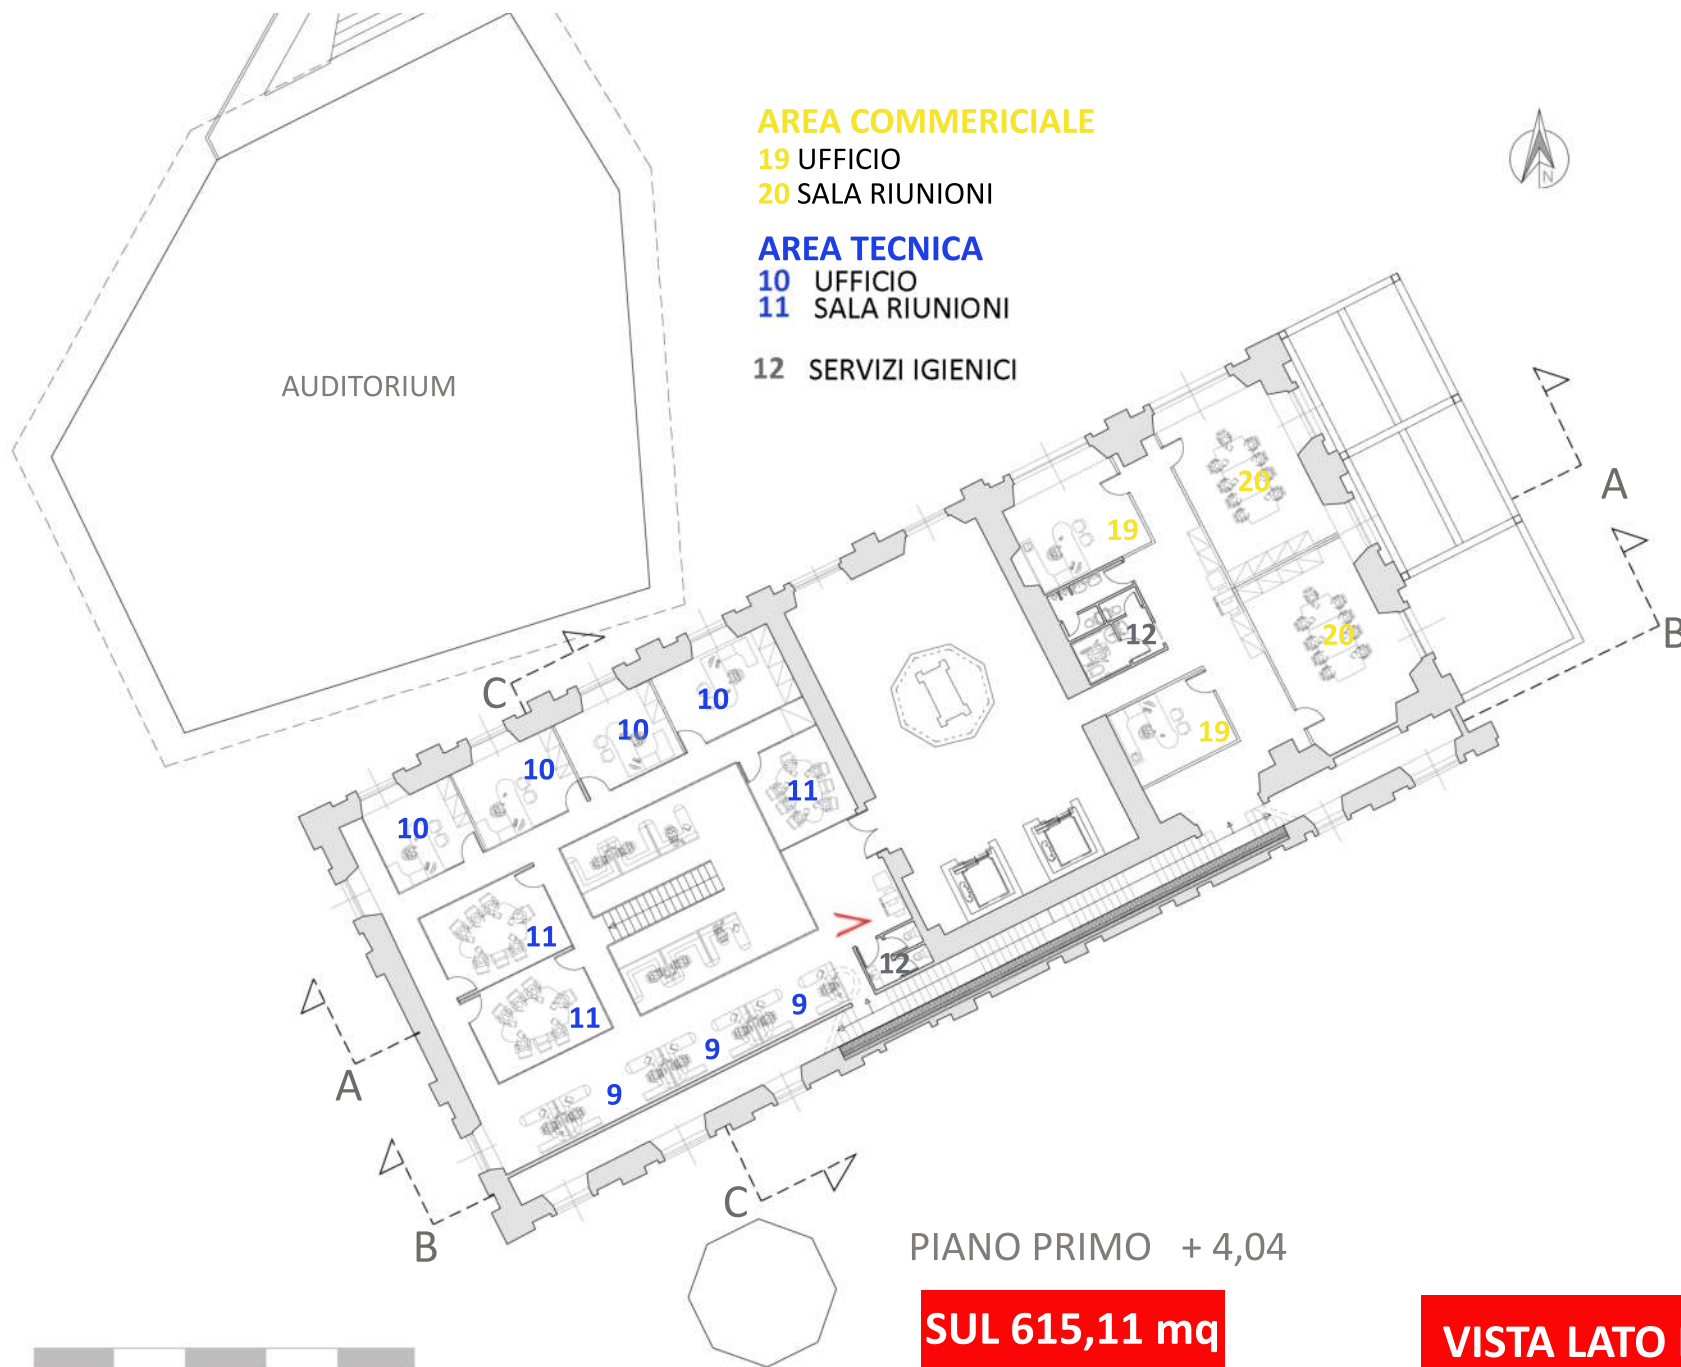 AREA COMMERICIALE
19 UFFICIO
20 SALA RIUNIONI
AREA TECNICA
10 UFFICIO
11 SALA RIUNIONI
12 SERVIZI IGIENICI
N
AUDITORIUM
A
B
20
19
20
12
19
C
10
10
10
10
11
11
11
12
9
9
9
A
B
C
PIANO PRIMO + 4,04
SUL 615,11 mq
VISTA LATO